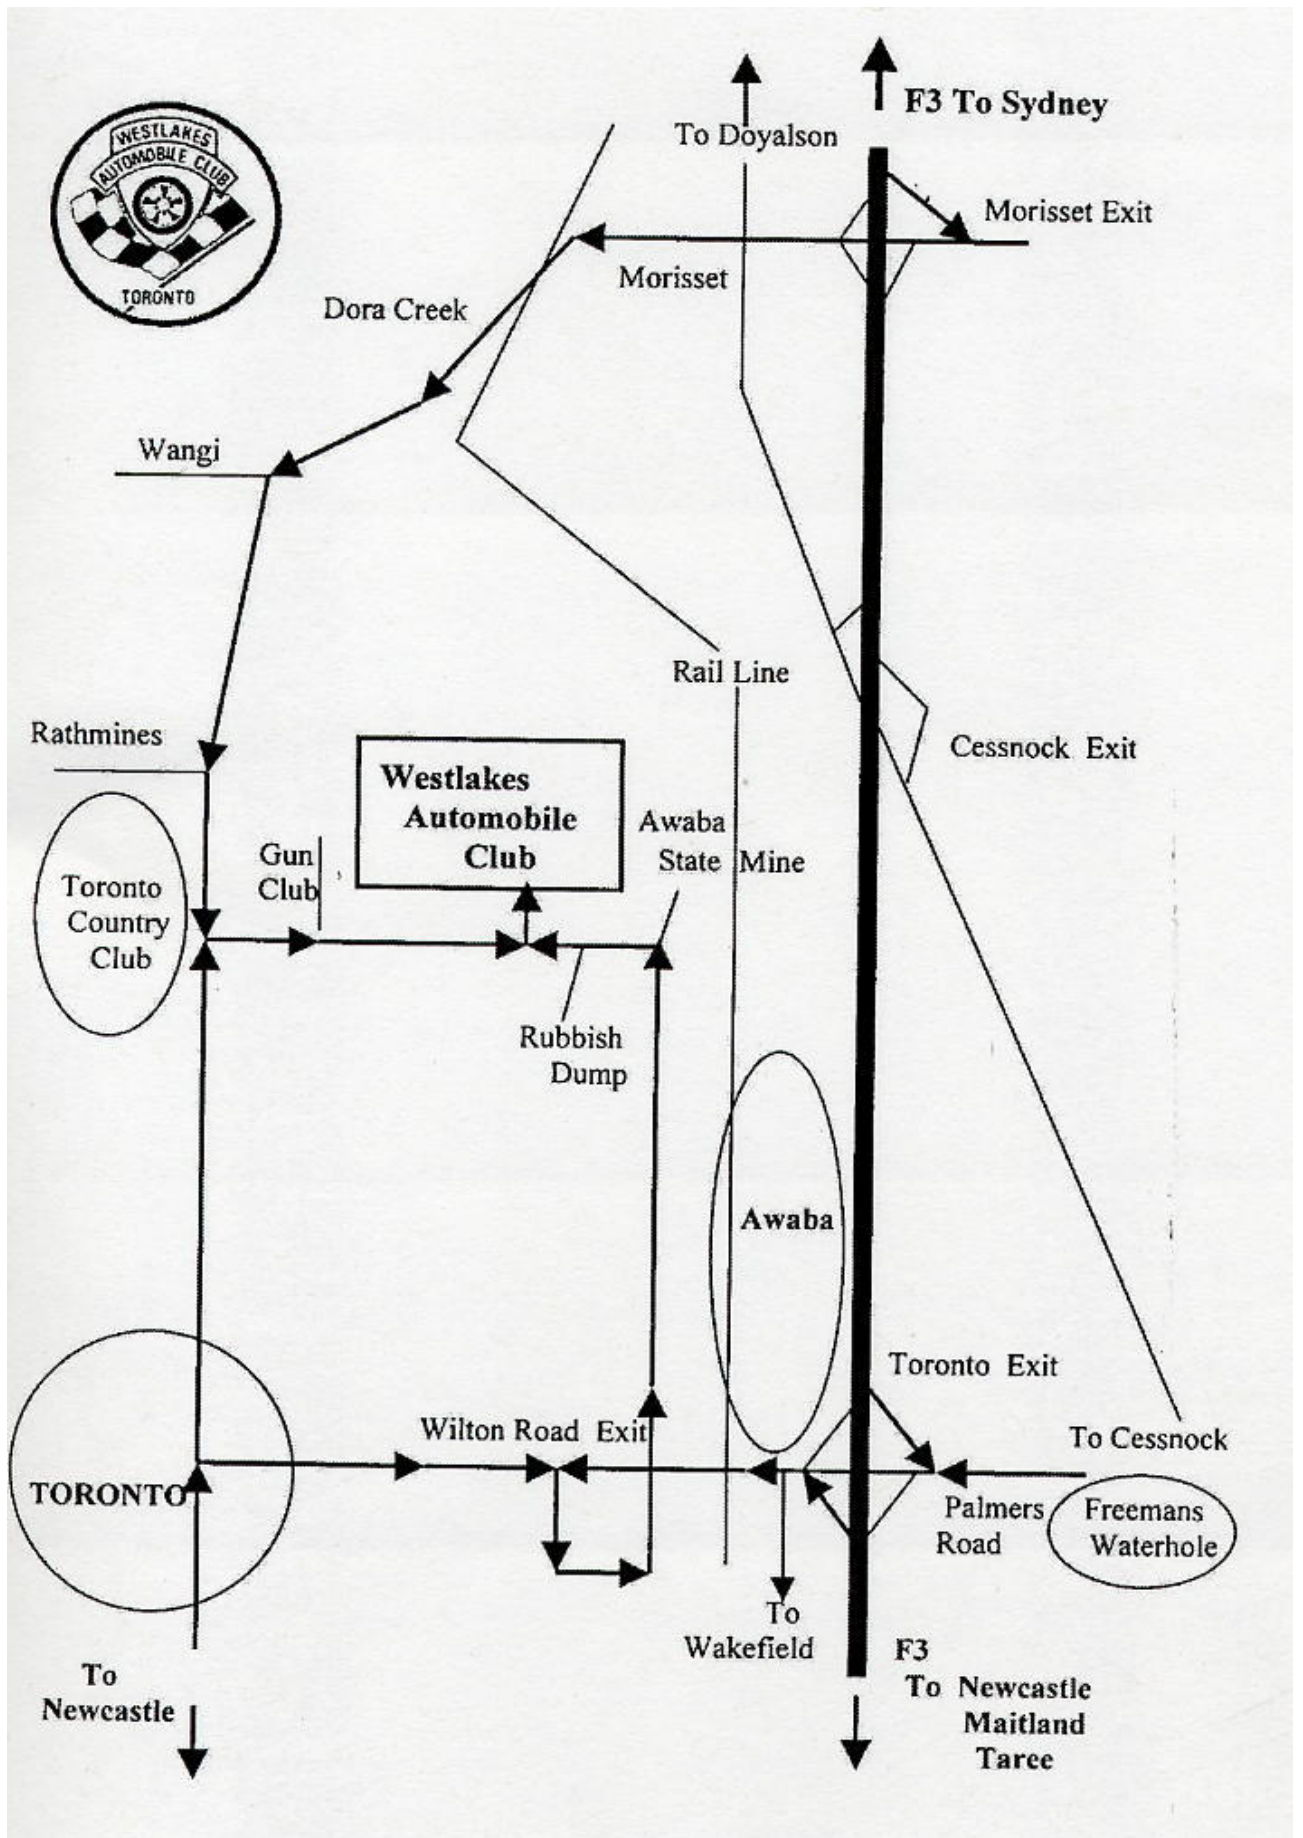 F3 To Sydney
To Doyalson
WESTLAKES
AUTOMOBILE CLUB
TORONTO
Morisset Exit
Morisset
Dora Creek
Wangi
Rail Line
Rathmines
Cessnock Exit
Westlakes
Automobile
Club
Awaba
State Mine
Gun
Club
Toronto
Country
Club
Rubbish
Dump
Awaba
Toronto Exit
Wilton Road Exit
To Cessnock
TORONTO
Palmers
Road
Freemans
Waterhole
To
Wakefield
F3
To Newcastle
Maitland
Taree
To
Newcastle